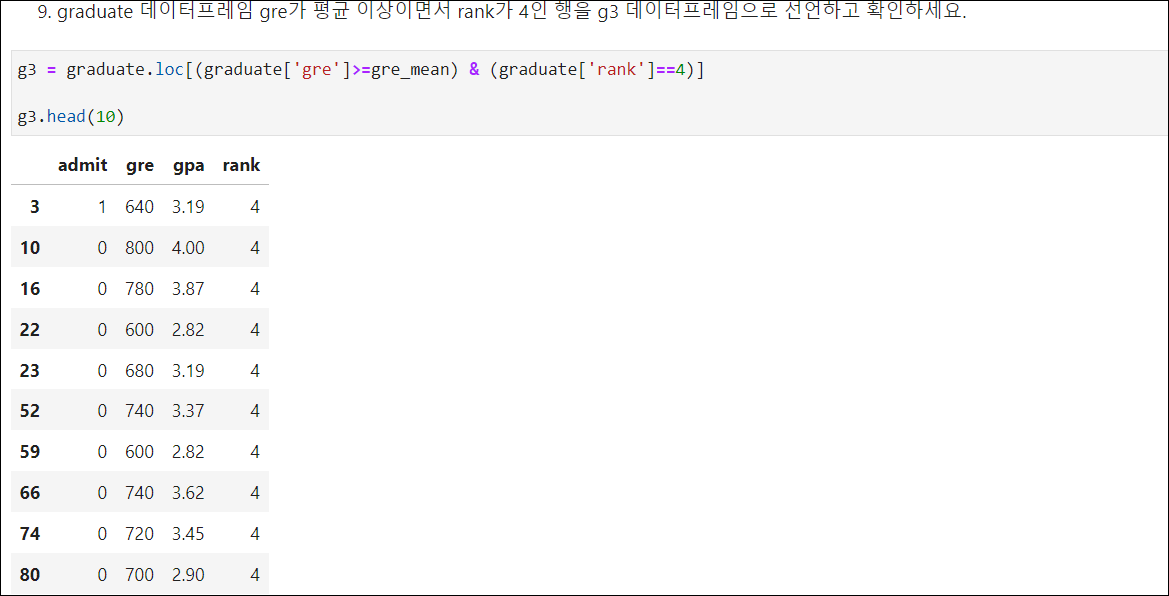 9. graduate 데이터프레임 gre가 평균 이상이면서 rank가 4인 행을 g3 데이터프레임으로 선언하고 확인하세요.
g3 = graduate.loc[(graduate['gre']>=gre_mean) & (graduate['rank']==4)]
g3.head(10)
admit gre gpa rank
3 1 640 3.19 4
10 0 800 4.00 4
16 0 780 3.87 4
22 0 600 2.82 4
23 0 680 3.19 4
52 0 740 3.37 4
59 0 600 2.82 4
66 0 740 3.62 4
74 0 720 3.45 4
80 0 700 2.90 4